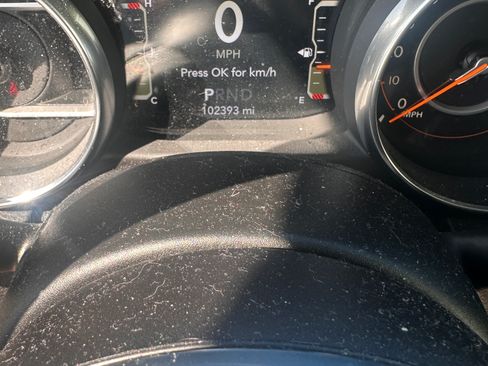 H
F
0
MPH
Press OK for km/h
C
PRND
E
102393 mi
10
0
MPH